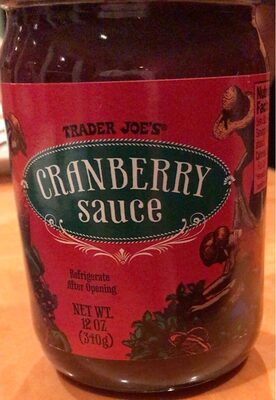 TRADER JOE'S®
CRANBERRY
sauce
Refrigerate
After Opening
NET WT.
12 OZ
(340g)